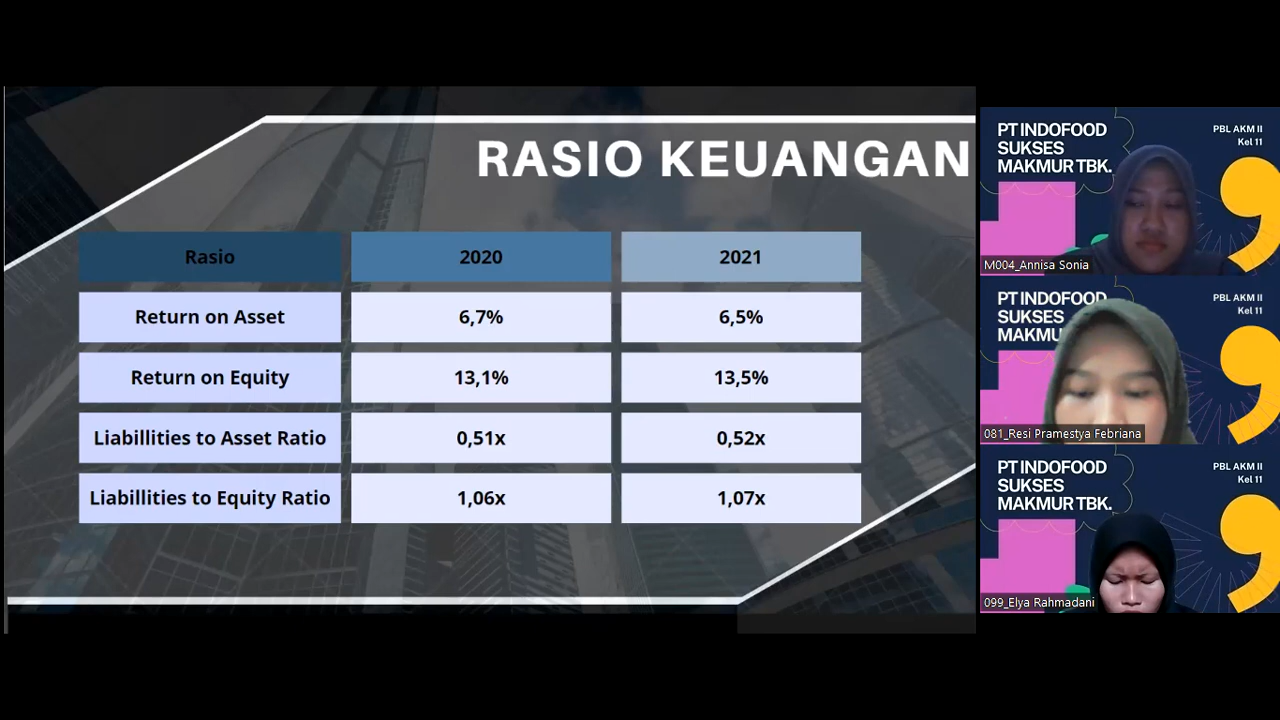 RASIO KEUANGAN
Rasio 2020 2021
Return on Asset 6,7% 6,5%
Return on Equity 13,1% 13,5%
Liabillities to Asset Ratio 0,51x 0,52x
Liabillities to Equity Ratio 1,06x 1,07x
PT INDOFOOD
SUKSES
MAKMUR TBK.
PBL AKM II
Kel 11
M004_Annisa Sonia
PT INDOFOOD
SUKSES
MAKMU
PBL AKM II
Kel 11
081_Resi Pramestya Febriana
PT INDOFOOD
SUKSES
MAKMUR TBK.
PBL AKM II
Kel 11
099_Elya Rahmadani